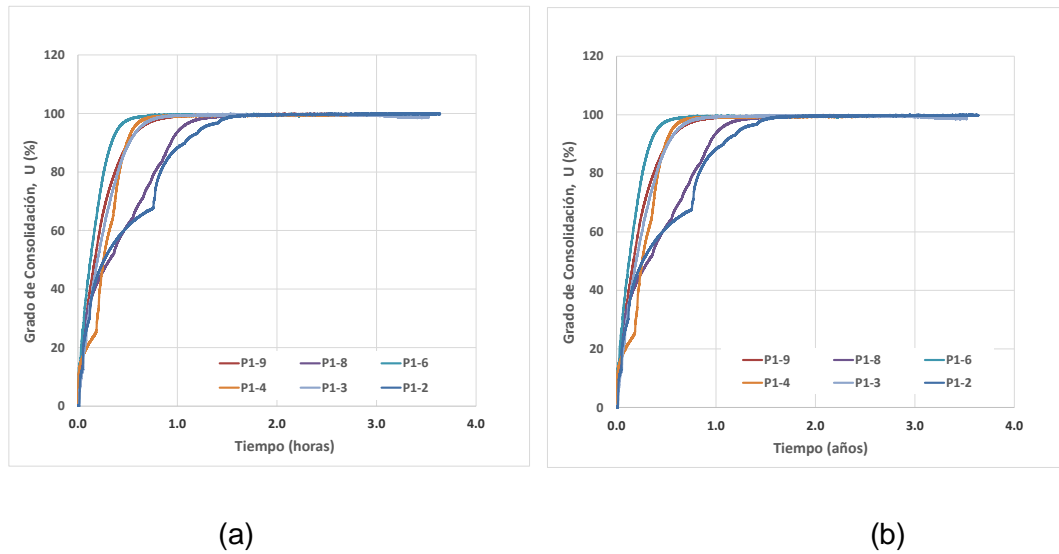 120
100
80
60
40
20
0
Grado de Consolidación, U (%)
P1-9 P1-8 P1-6
P1-4 P1-3 P1-2
0.0 1.0 2.0 3.0 4.0
Tiempo (horas)
(a)
120
100
80
60
40
20
0
Grado de Consolidación, U (%)
P1-9 P1-8 P1-6
P1-4 P1-3 P1-2
0.0 1.0 2.0 3.0 4.0
Tiempo (años)
(b)